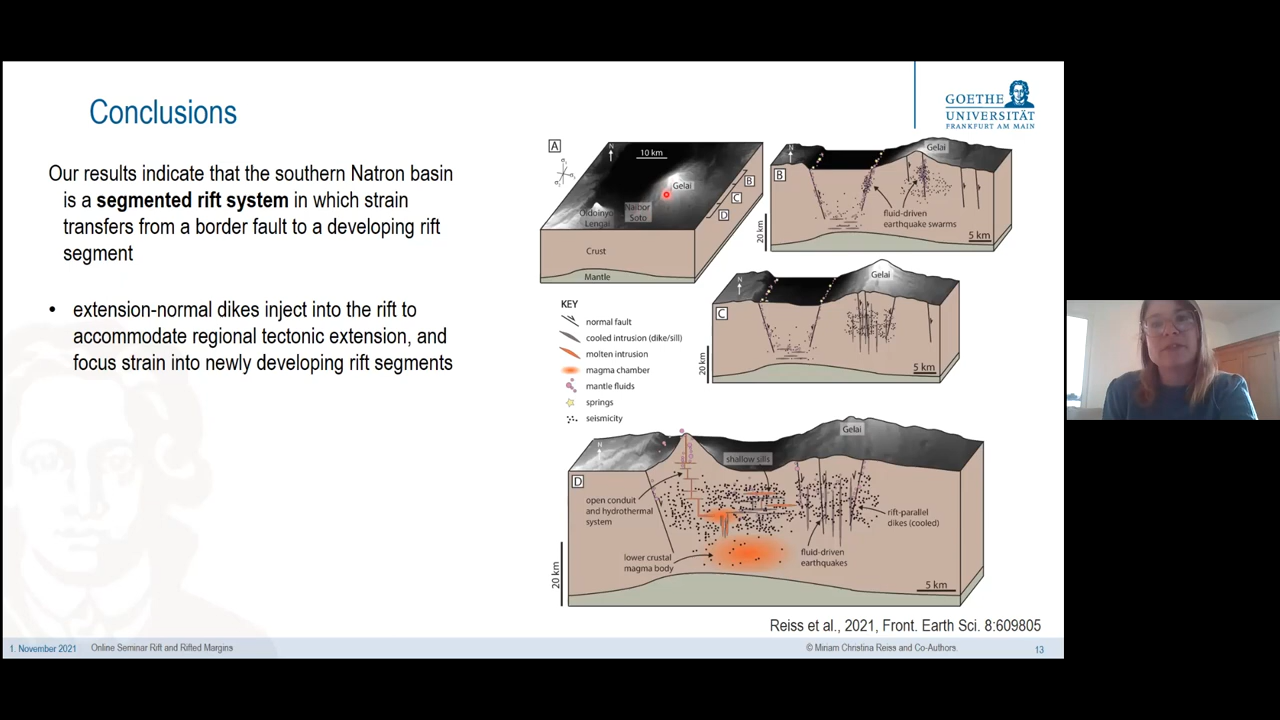 Conclusions
GOETHE
UNIVERSITÄT
FRANKFURT AM MAIN
Our results indicate that the southern Natron basin
is a segmented rift system in which strain
transfers from a border fault to a developing rift
segment
• extension-normal dikes inject into the rift to
accommodate regional tectonic extension, and
focus strain into newly developing rift segments
A
N
10 km
Gelai
Oldoinyo
Lengai
Naibor
Soto
B
C
D
Crust
Mantle
B
N
Gelai
fluid-driven
earthquake swarms
20 km
5 km
C
N
Gelai
20 km
5 km
KEY
normal fault
cooled intrusion (dike/sill)
molten intrusion
magma chamber
mantle fluids
springs
seismicity
D
N
Gelai
shallow sills
open conduit
and hydrothermal
system
rift-parallel
dikes (cooled)
lower crustal
magma body
fluid-driven
earthquakes
20 km
5 km
Reiss et al., 2021, Front. Earth Sci. 8:609805
1. November 2021
Online Seminar Rift and Rifted Margins
© Miriam Christina Reiss and Co-Authors
13